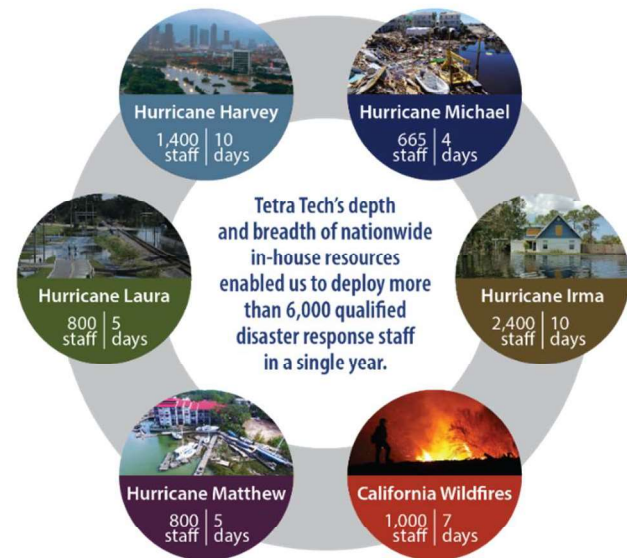 Hurricane Harvey
1,400 staff | 10 days
Hurricane Michael
665 staff | 4 days
Tetra Tech's depth
and breadth of nationwide
in-house resources
enabled us to deploy more
than 6,000 qualified
disaster response staff
in a single year.
Hurricane Laura
800 staff | 5 days
Hurricane Irma
2,400 staff | 10 days
Hurricane Matthew
800 staff | 5 days
California Wildfires
1,000 staff | 7 days